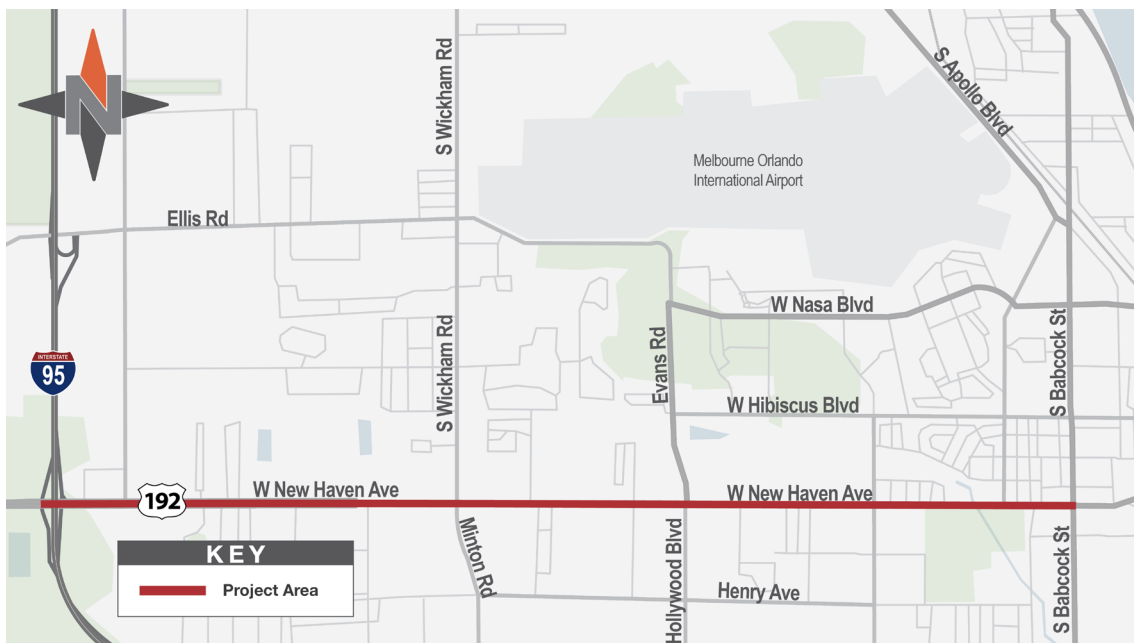 N
S Wickham Rd
S Apollo Blvd
Melbourne Orlando
International Airport
Ellis Rd
W Nasa Blvd
S Wickham Rd
Evans Rd
S Babcock St
INTERSTATE
95
W Hibiscus Blvd
192
W New Haven Ave
W New Haven Ave
Minton Rd
Hollywood Blvd
S Babcock St
Henry Ave
KEY
Project Area